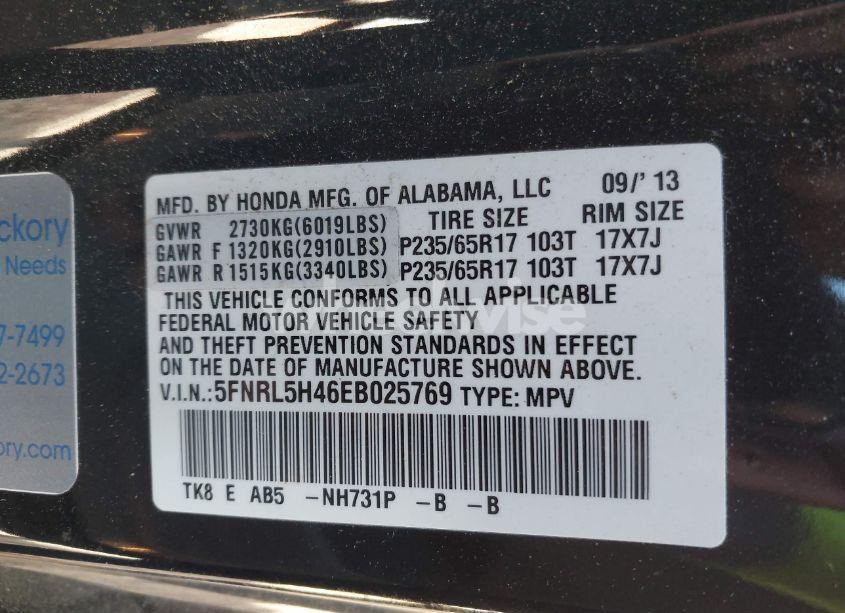 MFD. BY HONDA MFG. OF ALABAMA, LLC 09/' 13
GVWR 2730KG(6019LBS) TIRE SIZE RIM SIZE
GAWR F 1320KG(2910LBS) P235/65R17 103T 17X7J
GAWR R 1515KG(3340LBS) P235/65R17 103T 17X7J
THIS VEHICLE CONFORMS TO ALL APPLICABLE
FEDERAL MOTOR VEHICLE SAFETY
AND THEFT PREVENTION STANDARDS IN EFFECT
ON THE DATE OF MANUFACTURE SHOWN ABOVE.
V.I.N.: 5FNRL5H46EB025769 TYPE: MPV
TK8 E AB5 -NH731P -B -B
ckory
Needs
7-7499
2-2673
ory.com